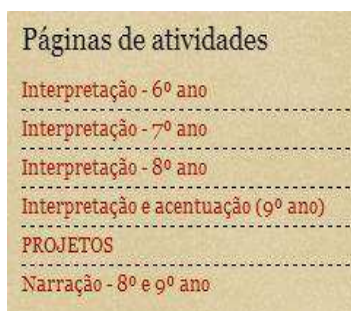 Páginas de atividades
Interpretação - 6º ano
Interpretação - 7º ano
Interpretação - 8º ano
Interpretação e acentuação (9º ano)
PROJETOS
Narração - 8º e 9º ano